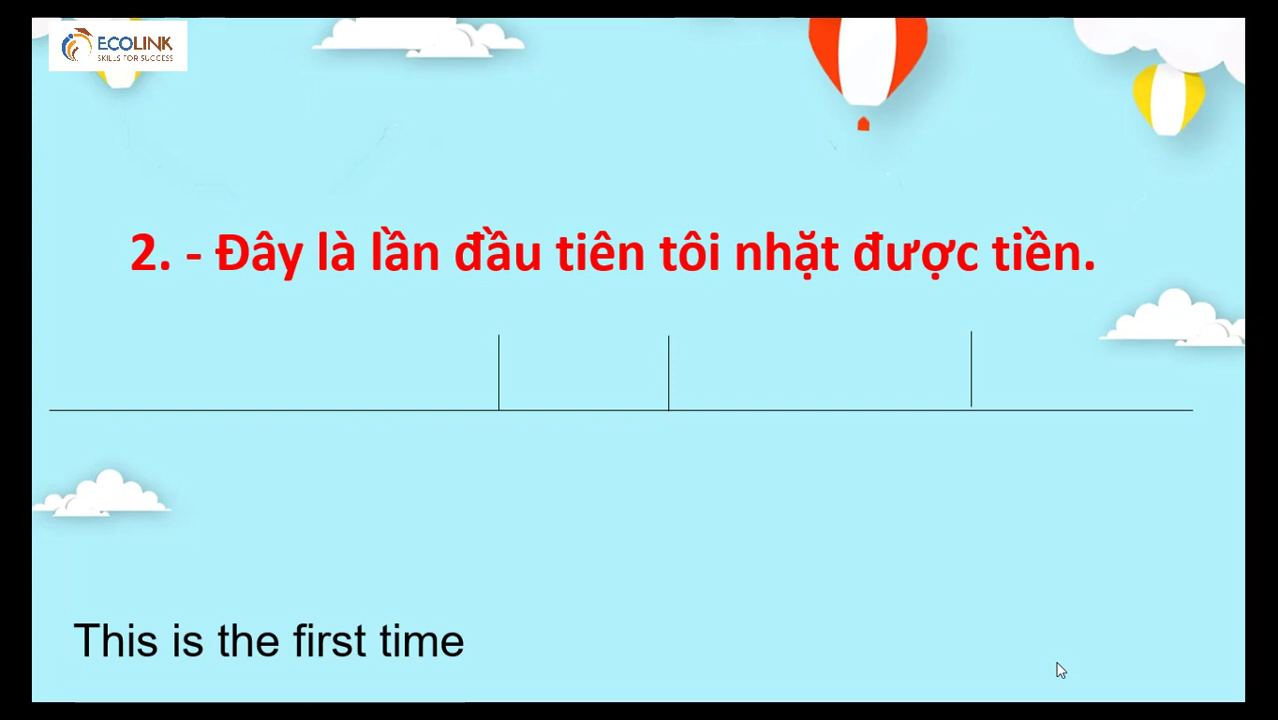 ECOLINK
SKILLS FOR SUCCESS
2. - Đây là lần đầu tiên tôi nhặt được tiền.
This is the first time